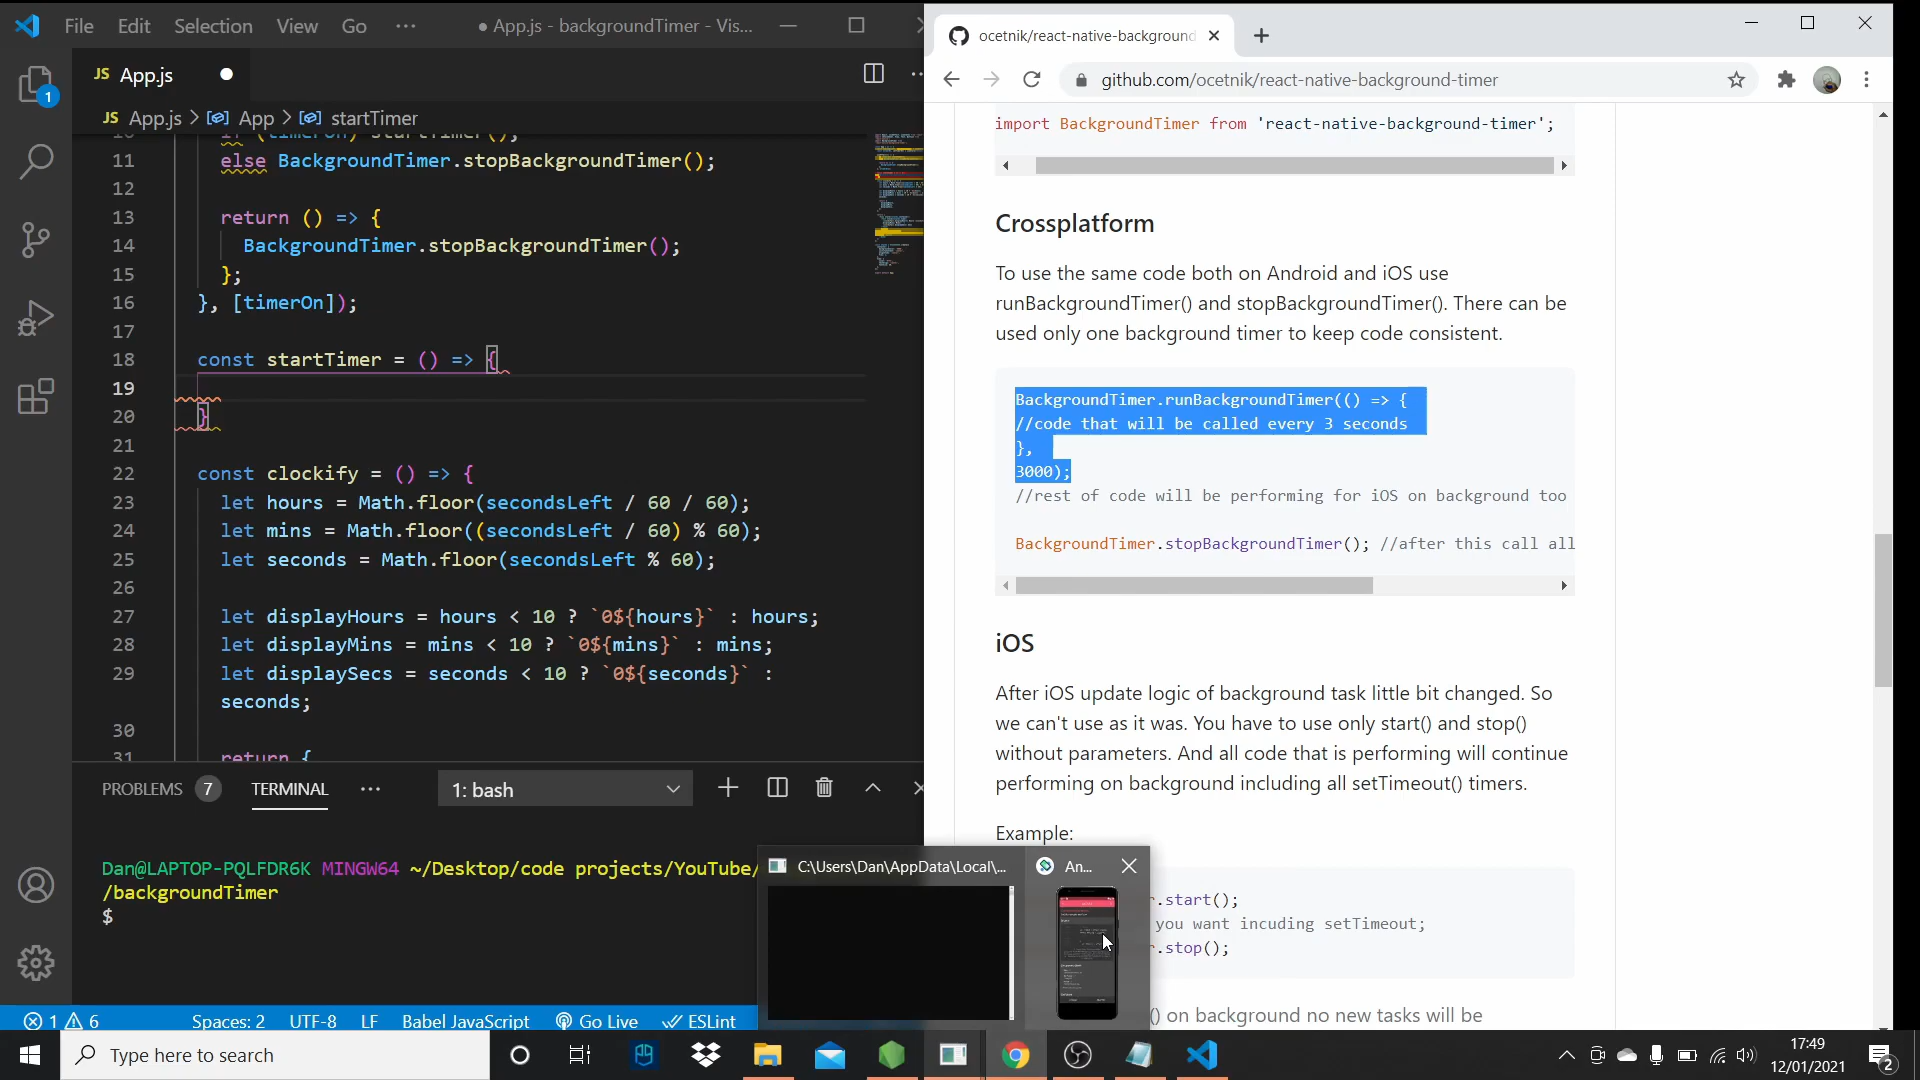 File Edit Selection View Go ··· ● App.js - backgroundTimer - Vis...
JS App.js
JS App.js > App > startTimer
10 if (timerOn) startTimer();
11 else BackgroundTimer.stopBackgroundTimer();
12
13 return () => {
14 BackgroundTimer.stopBackgroundTimer();
15 };
16 }, [timerOn]);
17
18 const startTimer = () => {
19
20 }
21
22 const clockify = () => {
23 let hours = Math.floor(secondsLeft / 60 / 60);
24 let mins = Math.floor((secondsLeft / 60) % 60);
25 let seconds = Math.floor(secondsLeft % 60);
26
27 let displayHours = hours < 10 ? `0${hours}` : hours;
28 let displayMins = mins < 10 ? `0${mins}` : mins;
29 let displaySecs = seconds < 10 ? `0${seconds}` :
seconds;
30
31 return {
1
PROBLEMS 7 TERMINAL ··· 1: bash
Dan@LAPTOP-PQLFDR6K MINGW64 ~/Desktop/code projects/YouTube/
/backgroundTimer
$
1 6 Spaces: 2 UTF-8 LF Babel JavaScript Go Live ESLint
ocetnik/react-native-background
github.com/ocetnik/react-native-background-timer
import BackgroundTimer from 'react-native-background-timer';
Crossplatform
To use the same code both on Android and iOS use
runBackgroundTimer() and stopBackgroundTimer(). There can be
used only one background timer to keep code consistent.
BackgroundTimer.runBackgroundTimer(() => {
//code that will be called every 3 seconds
},
3000);
//rest of code will be performing for iOS on background too
BackgroundTimer.stopBackgroundTimer(); //after this call all
iOS
After iOS update logic of background task little bit changed. So
we can't use as it was. You have to use only start() and stop()
without parameters. And all code that is performing will continue
performing on background including all setTimeout() timers.
Example:
.start();
you want incuding setTimeout;
.stop();
() on background no new tasks will be
C:\Users\Dan\AppData\Local\...
An...
Type here to search
17:49
12/01/2021
2